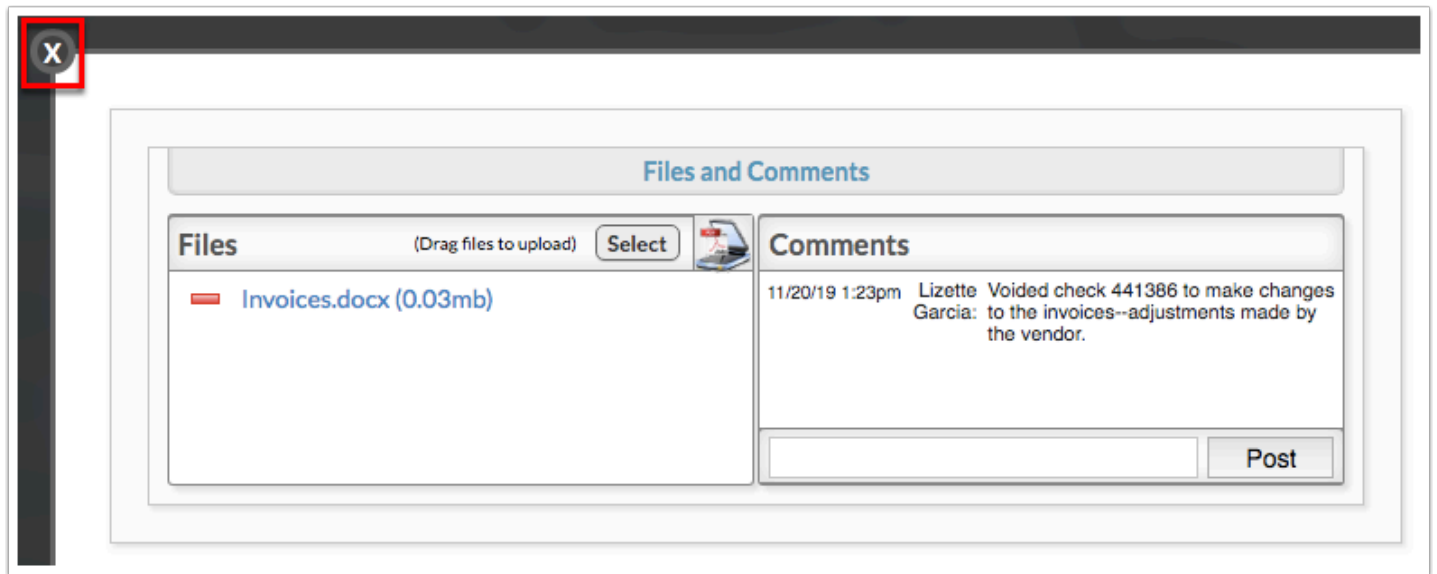 X
Files and Comments
Files (Drag files to upload) Select
Invoices.docx (0.03mb)
Comments
11/20/19 1:23pm Lizette Voided check 441386 to make changes
Garcia: to the invoices--adjustments made by
the vendor.
Post